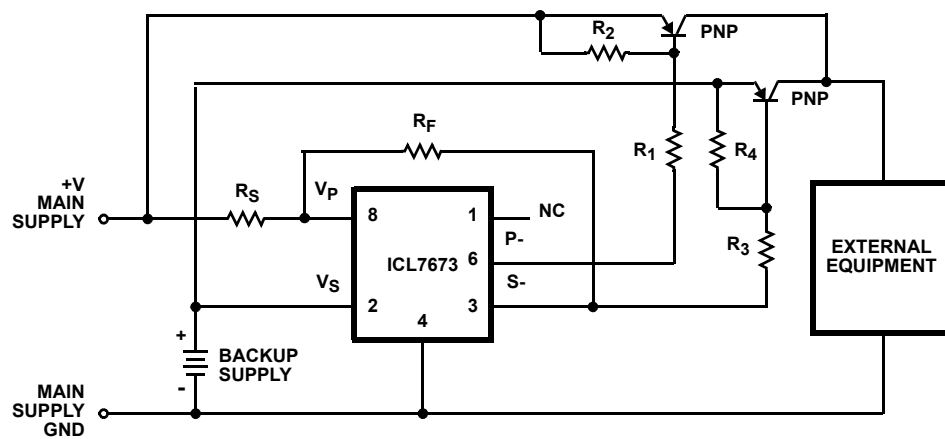 R2
PNP
PNP
RF
R1
R4
+V
MAIN
SUPPLY
RS
VP
8
1
NC
P-
ICL7673
6
R3
EXTERNAL
EQUIPMENT
VS
S-
2
3
4
+
BACKUP
SUPPLY
-
MAIN
SUPPLY
GND